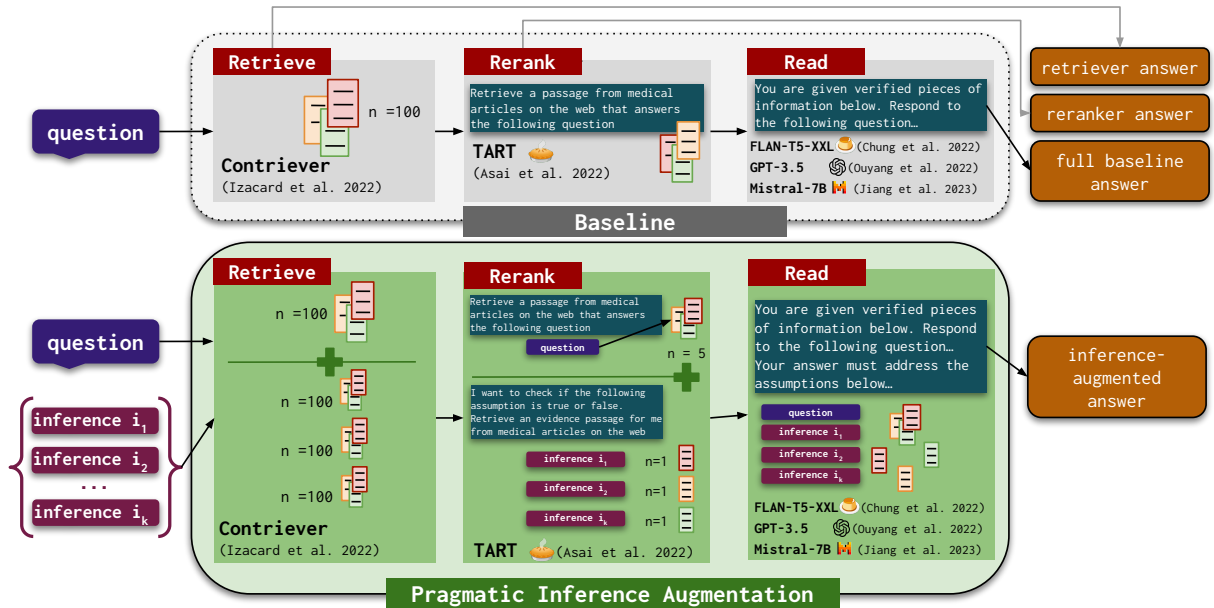 Retrieve
Rerank
Read
question
n =100
Contriever
(Izacard et al. 2022)
Retrieve a passage from medical
articles on the web that answers
the following question
TART
(Asai et al. 2022)
You are given verified pieces of
information below. Respond to
the following question…
FLAN-T5-XXL (Chung et al. 2022)
GPT-3.5 (Ouyang et al. 2022)
Mistral-7B (Jiang et al. 2023)
retriever answer
reranker answer
full baseline
answer
Baseline
Retrieve
Rerank
Read
question
inference i1
inference i2
...
inference ik
n =100
n =100
n =100
n =100
Contriever
(Izacard et al. 2022)
Retrieve a passage from medical
articles on the web that answers
the following question
question
n = 5
I want to check if the following
assumption is true or false.
Retrieve an evidence passage for me
from medical articles on the web
inference i1 n=1
inference i2 n=1
inference ik n=1
TART (Asai et al. 2022)
You are given verified pieces
of information below. Respond
to the following question…
Your answer must address the
assumptions below…
question
inference i1
inference i2
inference ik
FLAN-T5-XXL (Chung et al. 2022)
GPT-3.5 (Ouyang et al. 2022)
Mistral-7B (Jiang et al. 2023)
inference-
augmented
answer
Pragmatic Inference Augmentation